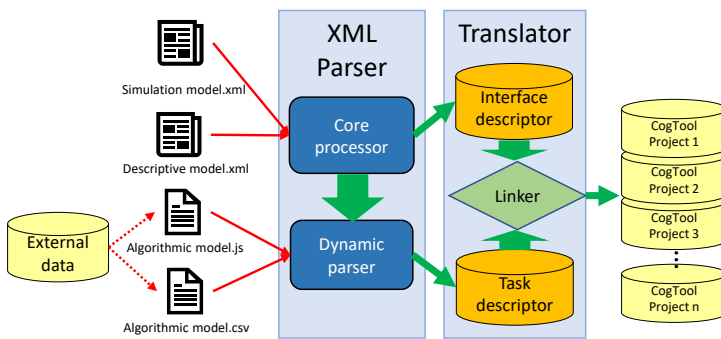 XML
Parser
Translator
Simulation model.xml
Descriptive model.xml
Algorithmic model.js
Algorithmic model.csv
External
data
Core
processor
Dynamic
parser
Interface
descriptor
Linker
Task
descriptor
CogTool
Project 1
CogTool
Project 2
CogTool
Project 3
CogTool
Project n